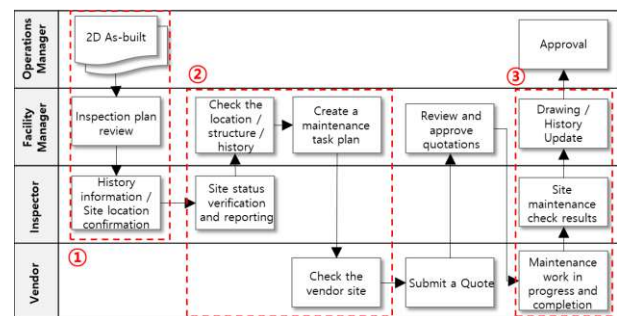 Operations
Manager
2D As-built
Approval
①
②
③
Facility
Manager
Inspection plan
review
Check the
location /
structure /
history
Create a
maintenance
task plan
Review and
approve
quotations
Drawing /
History
Update
Inspector
History
information /
Site location
confirmation
Site status
verification
and reporting
Site
maintenance
check results
Vendor
Check the
vendor site
Submit a Quote
Maintenance
work in
progress and
completion